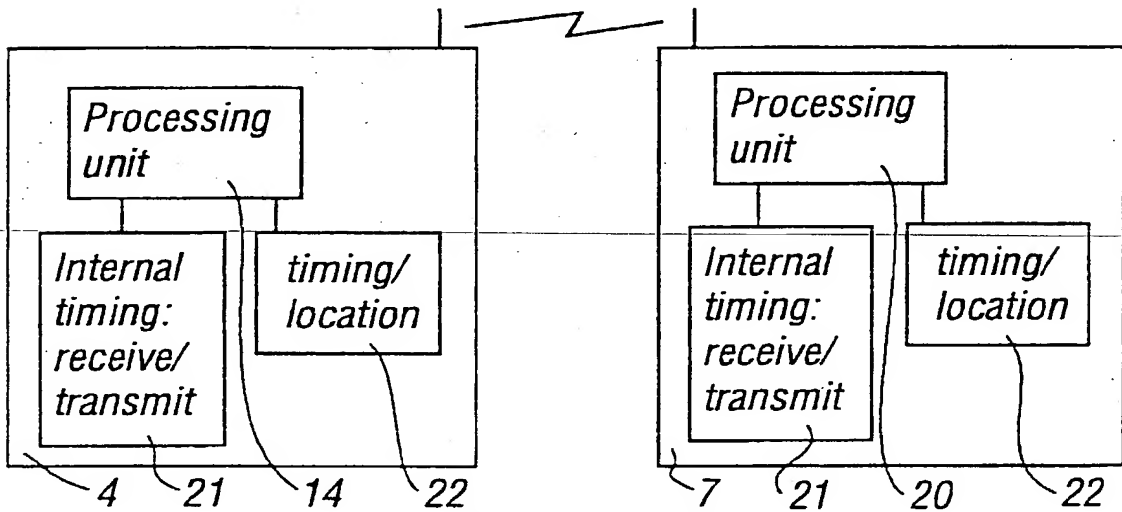 Processing
unit
Internal
timing:
receive/
transmit
timing/
location
4
21
14
22
Processing
unit
Internal
timing:
receive/
transmit
timing/
location
7
21
20
22